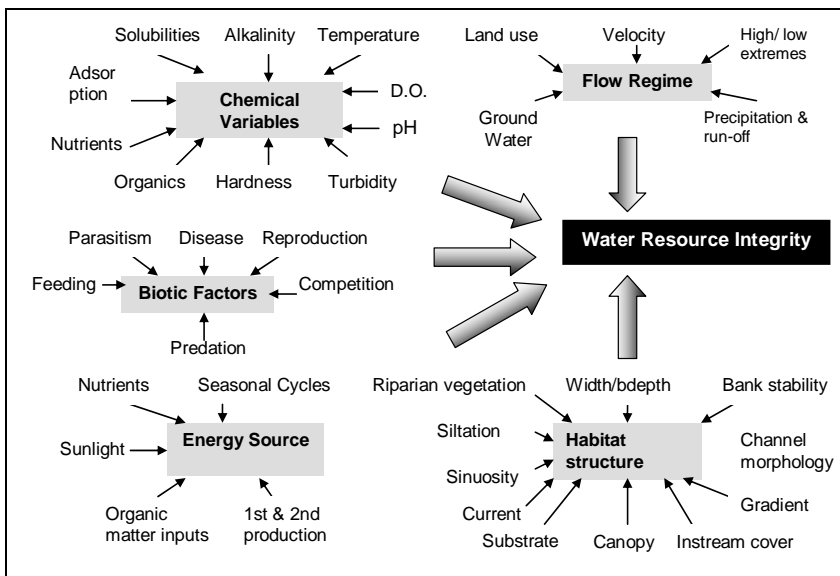 Solubilities
Alkalinity
Temperature
Adsor
ption
Chemical
Variables
D.O.
pH
Nutrients
Organics
Hardness
Turbidity
Land use
Velocity
High/ low
extremes
Flow Regime
Ground
Water
Precipitation &
run-off
Water Resource Integrity
Parasitism
Disease
Reproduction
Feeding
Biotic Factors
Competition
Predation
Nutrients
Seasonal Cycles
Sunlight
Energy Source
Organic
matter inputs
1st & 2nd
production
Riparian vegetation
Width/bdepth
Bank stability
Siltation
Habitat
structure
Channel
morphology
Sinuosity
Current
Gradient
Substrate
Canopy
Instream cover